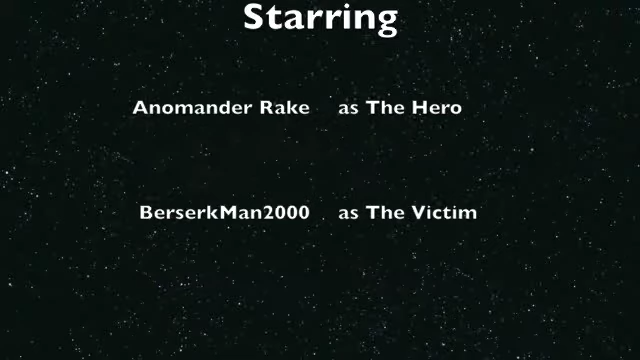 Starring
Anomander Rake as The Hero
BerserkMan2000 as The Victim